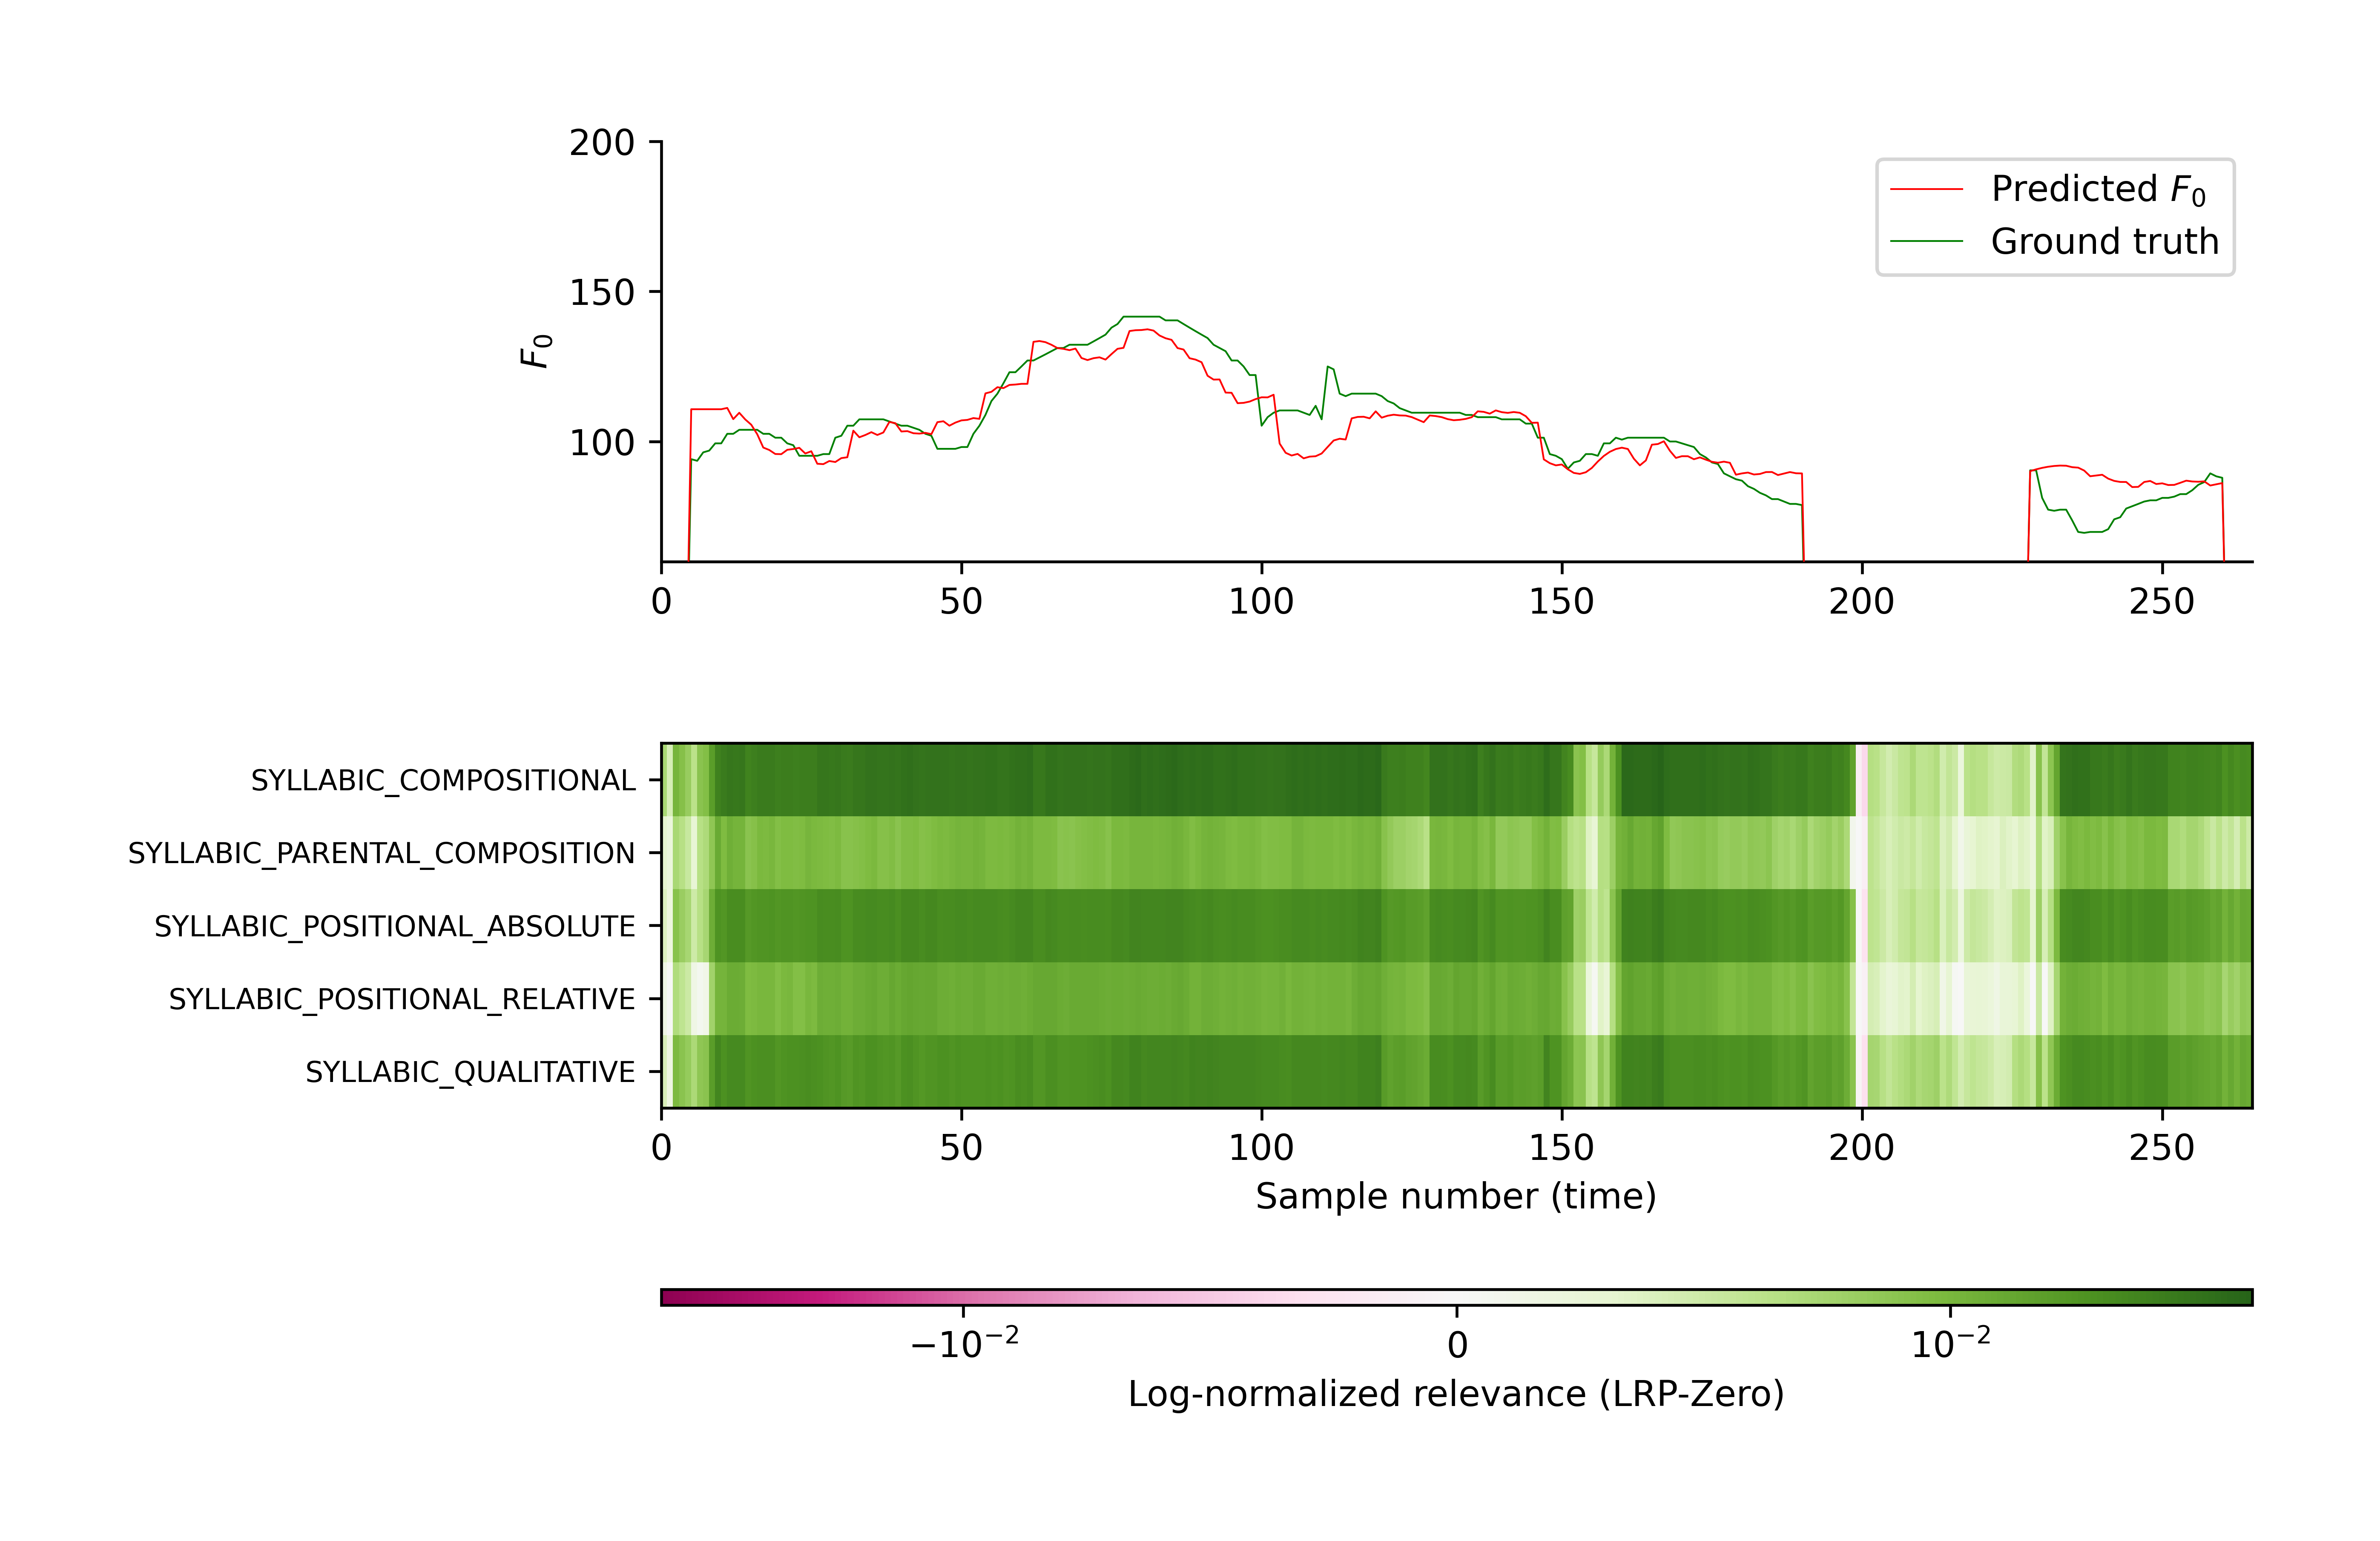 200
150
100
F₀
Predicted F₀
Ground truth
0 50 100 150 200 250
SYLLABIC_COMPOSITIONAL
SYLLABIC_PARENTAL_COMPOSITION
SYLLABIC_POSITIONAL_ABSOLUTE
SYLLABIC_POSITIONAL_RELATIVE
SYLLABIC_QUALITATIVE
0 50 100 150 200 250
Sample number (time)
−10⁻² 0 10⁻²
Log-normalized relevance (LRP-Zero)